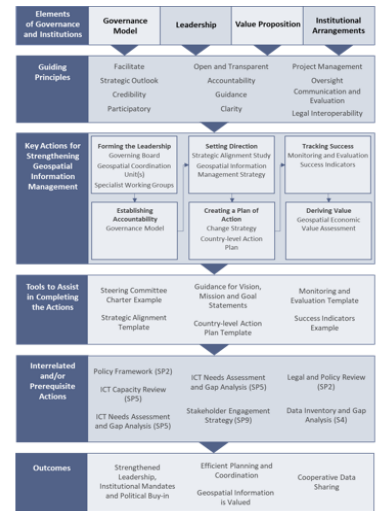 Elements
of Governance
and Institutions
Governance
Model
Leadership
Value Proposition
Institutional
Arrangements
Guiding
Principles
Facilitate
Strategic Outlook
Credibility
Participatory
Open and Transparent
Accountability
Guidance
Clarity
Project Management
Oversight
Communication and
Evaluation
Legal Interoperability
Key Actions for
Strengthening
Geospatial
Information
Management
Forming the Leadership
Governing Board
Geospatial Coordination
Unit(s)
Specialist Working Groups
Setting Direction
Strategic Alignment Study
Geospatial Information
Management Strategy
Tracking Success
Monitoring and Evaluation
Success Indicators
Establishing
Accountability
Governance Model
Creating a Plan of
Action
Change Strategy
Country-level Action
Plan
Deriving Value
Geospatial Economic
Value Assessment
Tools to Assist
in Completing
the Actions
Steering Committee
Charter Example
Strategic Alignment
Template
Guidance for Vision,
Mission and Goal
Statements
Country-level Action
Plan Template
Monitoring and
Evaluation Template
Success Indicators
Example
Interrelated
and/or
Prerequisite
Actions
Policy Framework (SP2)
ICT Capacity Review
(SP5)
ICT Needs Assessment
and Gap Analysis (SP5)
ICT Needs Assessment
and Gap Analysis (SP5)
Stakeholder Engagement
Strategy (SP9)
Legal and Policy Review
(SP2)
Data Inventory and Gap
Analysis (S4)
Outcomes
Strengthened
Leadership,
Institutional Mandates
and Political Buy-in
Efficient Planning and
Coordination
Geospatial Information
is Valued
Cooperative Data
Sharing